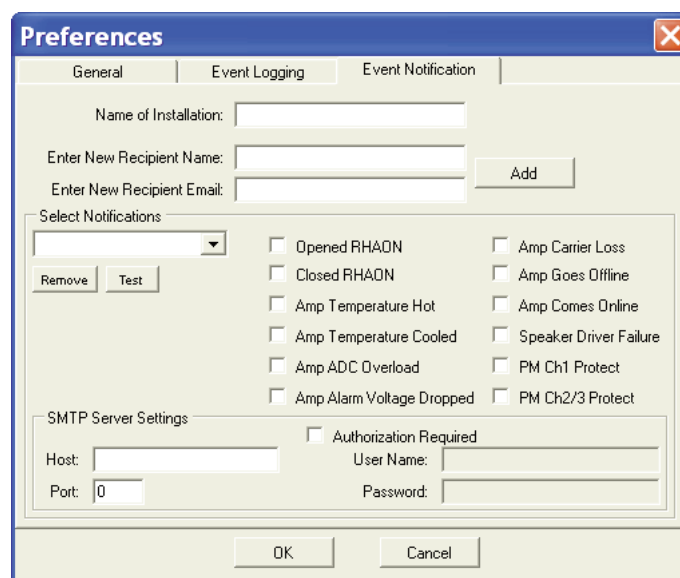 Preferences
General Event Logging Event Notification
Name of Installation:
Enter New Recipient Name:
Add
Enter New Recipient Email:
Select Notifications
Opened RHAON Amp Carrier Loss
Remove Test Closed RHAON Amp Goes Offline
Amp Temperature Hot Amp Comes Online
Amp Temperature Cooled Speaker Driver Failure
Amp ADC Overload PM Ch1 Protect
Amp Alarm Voltage Dropped PM Ch2/3 Protect
SMTP Server Settings
Authorization Required
Host: User Name:
Port: 0 Password:
OK Cancel